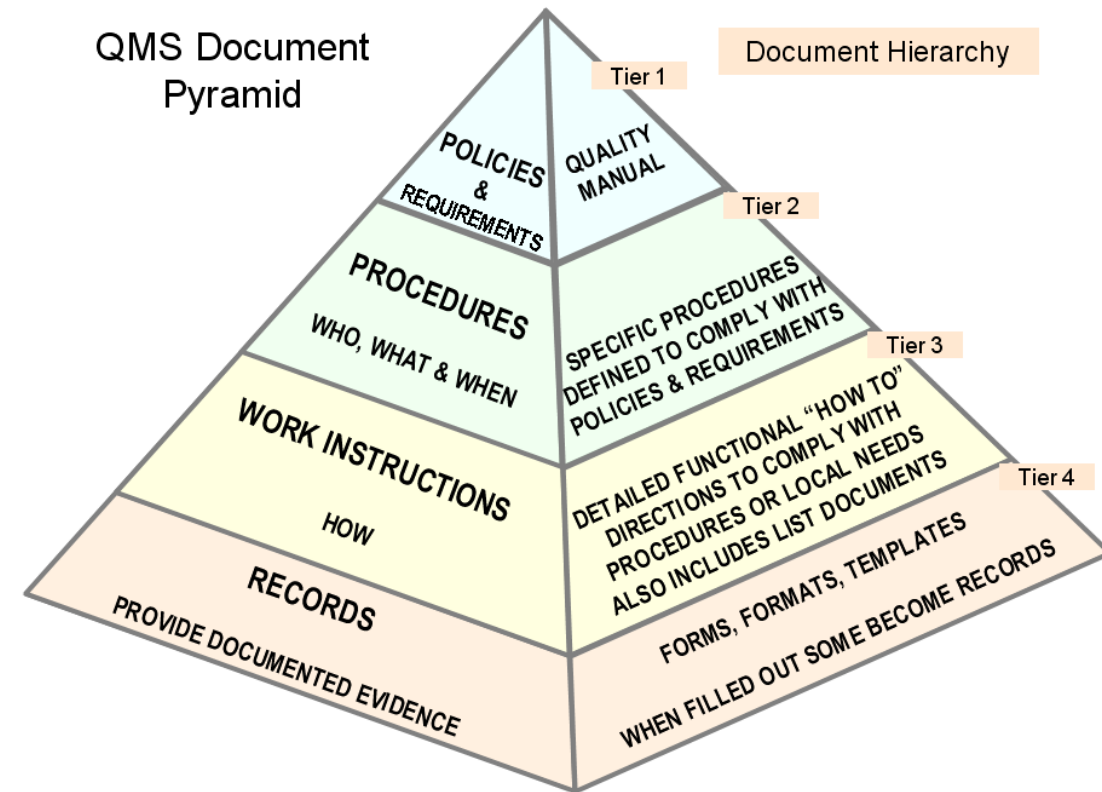 QMS Document
Pyramid
Document Hierarchy
Tier 1
POLICIES
&
REQUIREMENTS
QUALITY
MANUAL
Tier 2
PROCEDURES
WHO, WHAT & WHEN
SPECIFIC PROCEDURES
DEFINED TO COMPLY WITH
POLICIES & REQUIREMENTS
Tier 3
WORK INSTRUCTIONS
HOW
DETAILED FUNCTIONAL “HOW TO”
DIRECTIONS TO COMPLY WITH
PROCEDURES OR LOCAL NEEDS
ALSO INCLUDES LIST DOCUMENTS
Tier 4
RECORDS
PROVIDE DOCUMENTED EVIDENCE
FORMS, FORMATS, TEMPLATES
WHEN FILLED OUT SOME BECOME RECORDS